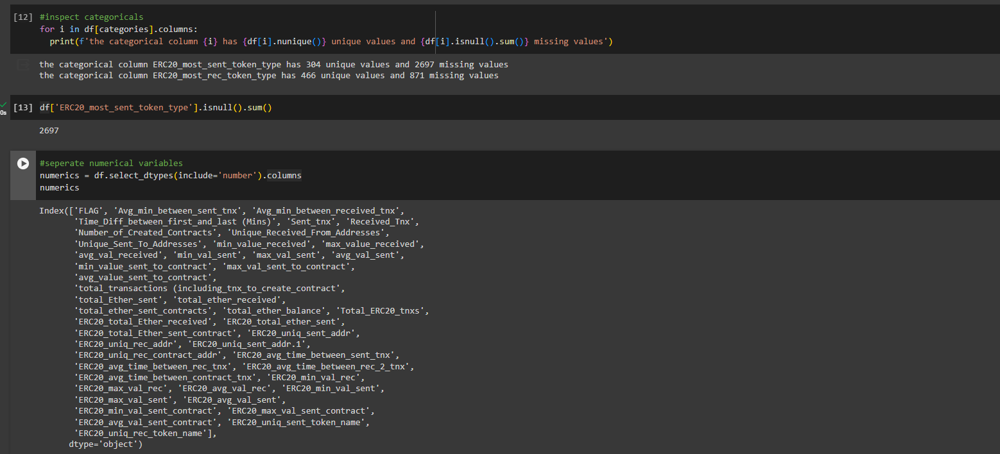 [12] #inspect categoricals
for i in df[categories].columns:
  print(f'the categorical column {i} has {df[i].nunique()} unique values and {df[i].isnull().sum()} missing values')
the categorical column ERC20_most_sent_token_type has 304 unique values and 2697 missing values
the categorical column ERC20_most_rec_token_type has 466 unique values and 871 missing values
[13] df['ERC20_most_sent_token_type'].isnull().sum()
0s
2697
#seperate numerical variables
numerics = df.select_dtypes(include='number').columns
numerics
Index(['FLAG', 'Avg_min_between_sent_tnx', 'Avg_min_between_received_tnx',
       'Time_Diff_between_first_and_last (Mins)', 'Sent_tnx', 'Received_Tnx',
       'Number_of_Created_Contracts', 'Unique_Received_From_Addresses',
       'Unique_Sent_To_Addresses', 'min_value_received', 'max_value_received',
       'avg_val_received', 'min_val_sent', 'max_val_sent', 'avg_val_sent',
       'min_value_sent_to_contract', 'max_val_sent_to_contract',
       'avg_value_sent_to_contract',
       'total_transactions (including_tnx_to_create_contract',
       'total_Ether_sent', 'total_ether_received',
       'total_ether_sent_contracts', 'total_ether_balance', 'Total_ERC20_tnxs',
       'ERC20_total_Ether_received', 'ERC20_total_ether_sent',
       'ERC20_total_Ether_sent_contract', 'ERC20_uniq_sent_addr',
       'ERC20_uniq_rec_addr', 'ERC20_uniq_sent_addr.1',
       'ERC20_uniq_rec_contract_addr', 'ERC20_avg_time_between_sent_tnx',
       'ERC20_avg_time_between_rec_tnx', 'ERC20_avg_time_between_rec_2_tnx',
       'ERC20_avg_time_between_contract_tnx', 'ERC20_min_val_rec',
       'ERC20_max_val_rec', 'ERC20_avg_val_rec', 'ERC20_min_val_sent',
       'ERC20_max_val_sent', 'ERC20_avg_val_sent',
       'ERC20_min_val_sent_contract', 'ERC20_max_val_sent_contract',
       'ERC20_avg_val_sent_contract', 'ERC20_uniq_sent_token_name',
       'ERC20_uniq_rec_token_name'],
      dtype='object')